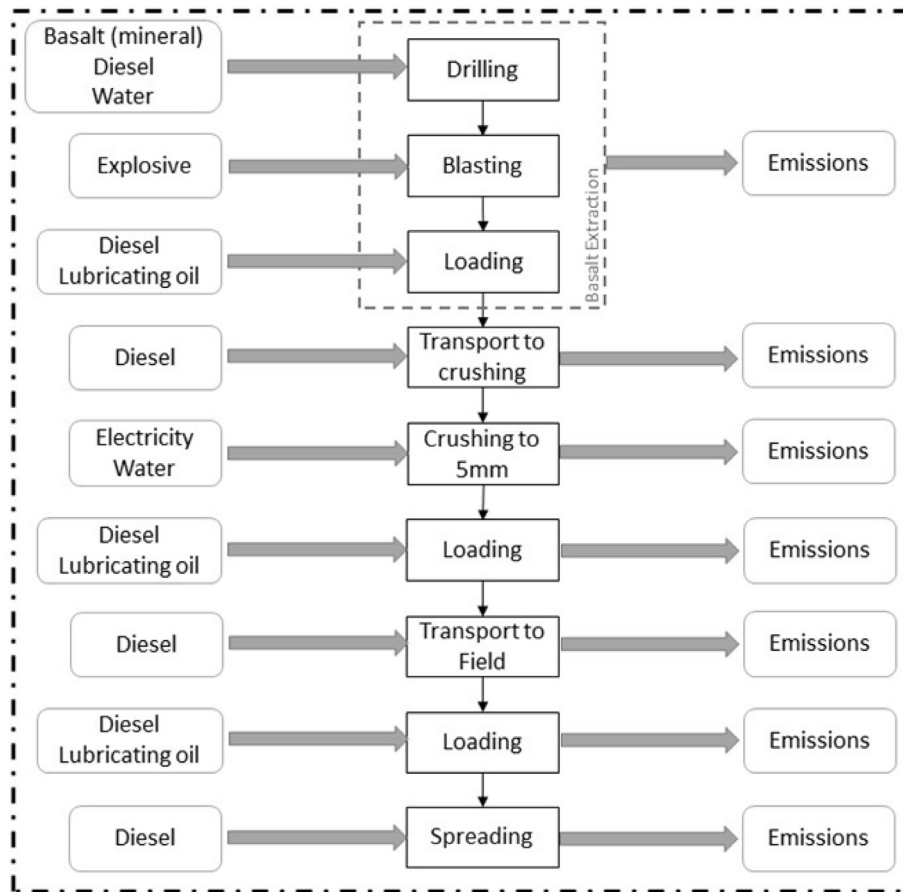 Basalt (mineral)
Diesel
Water
Drilling
Explosive
Blasting
Emissions
Diesel
Lubricating oil
Loading
Basalt Extraction
Diesel
Transport to
crushing
Emissions
Electricity
Water
Crushing to
5mm
Emissions
Diesel
Lubricating oil
Loading
Emissions
Diesel
Transport to
Field
Emissions
Diesel
Lubricating oil
Loading
Emissions
Diesel
Spreading
Emissions